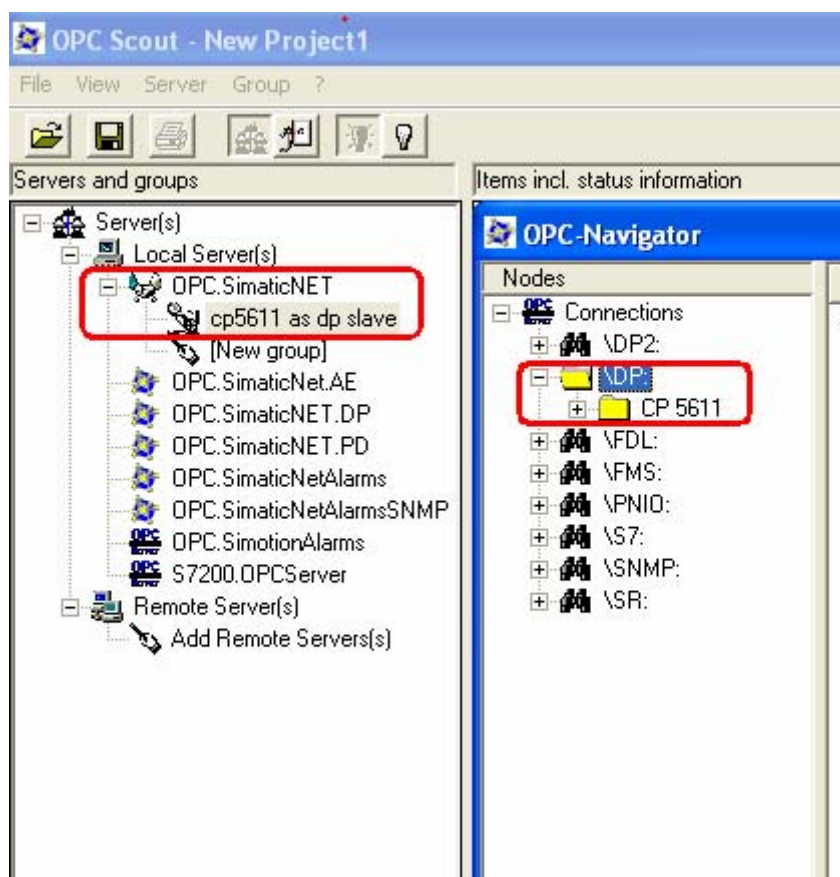 OPC Scout - New Project1
File View Server Group ?
Servers and groups
Items incl. status information
Server(s)
Local Server(s)
OPC.SimaticNET
cp5611 as dp slave
[New group]
OPC.SimaticNet.AE
OPC.SimaticNET.DP
OPC.SimaticNET.PD
OPC.SimaticNetAlarms
OPC.SimaticNetAlarmsSNMP
OPC.SimotionAlarms
S7200.OPCServer
Remote Server(s)
Add Remote Servers(s)
OPC-Navigator
Nodes
Connections
\DP2:
\DP:
CP 5611
\FDL:
\FMS:
\PNIO:
\S7:
\SNMP:
\SR: